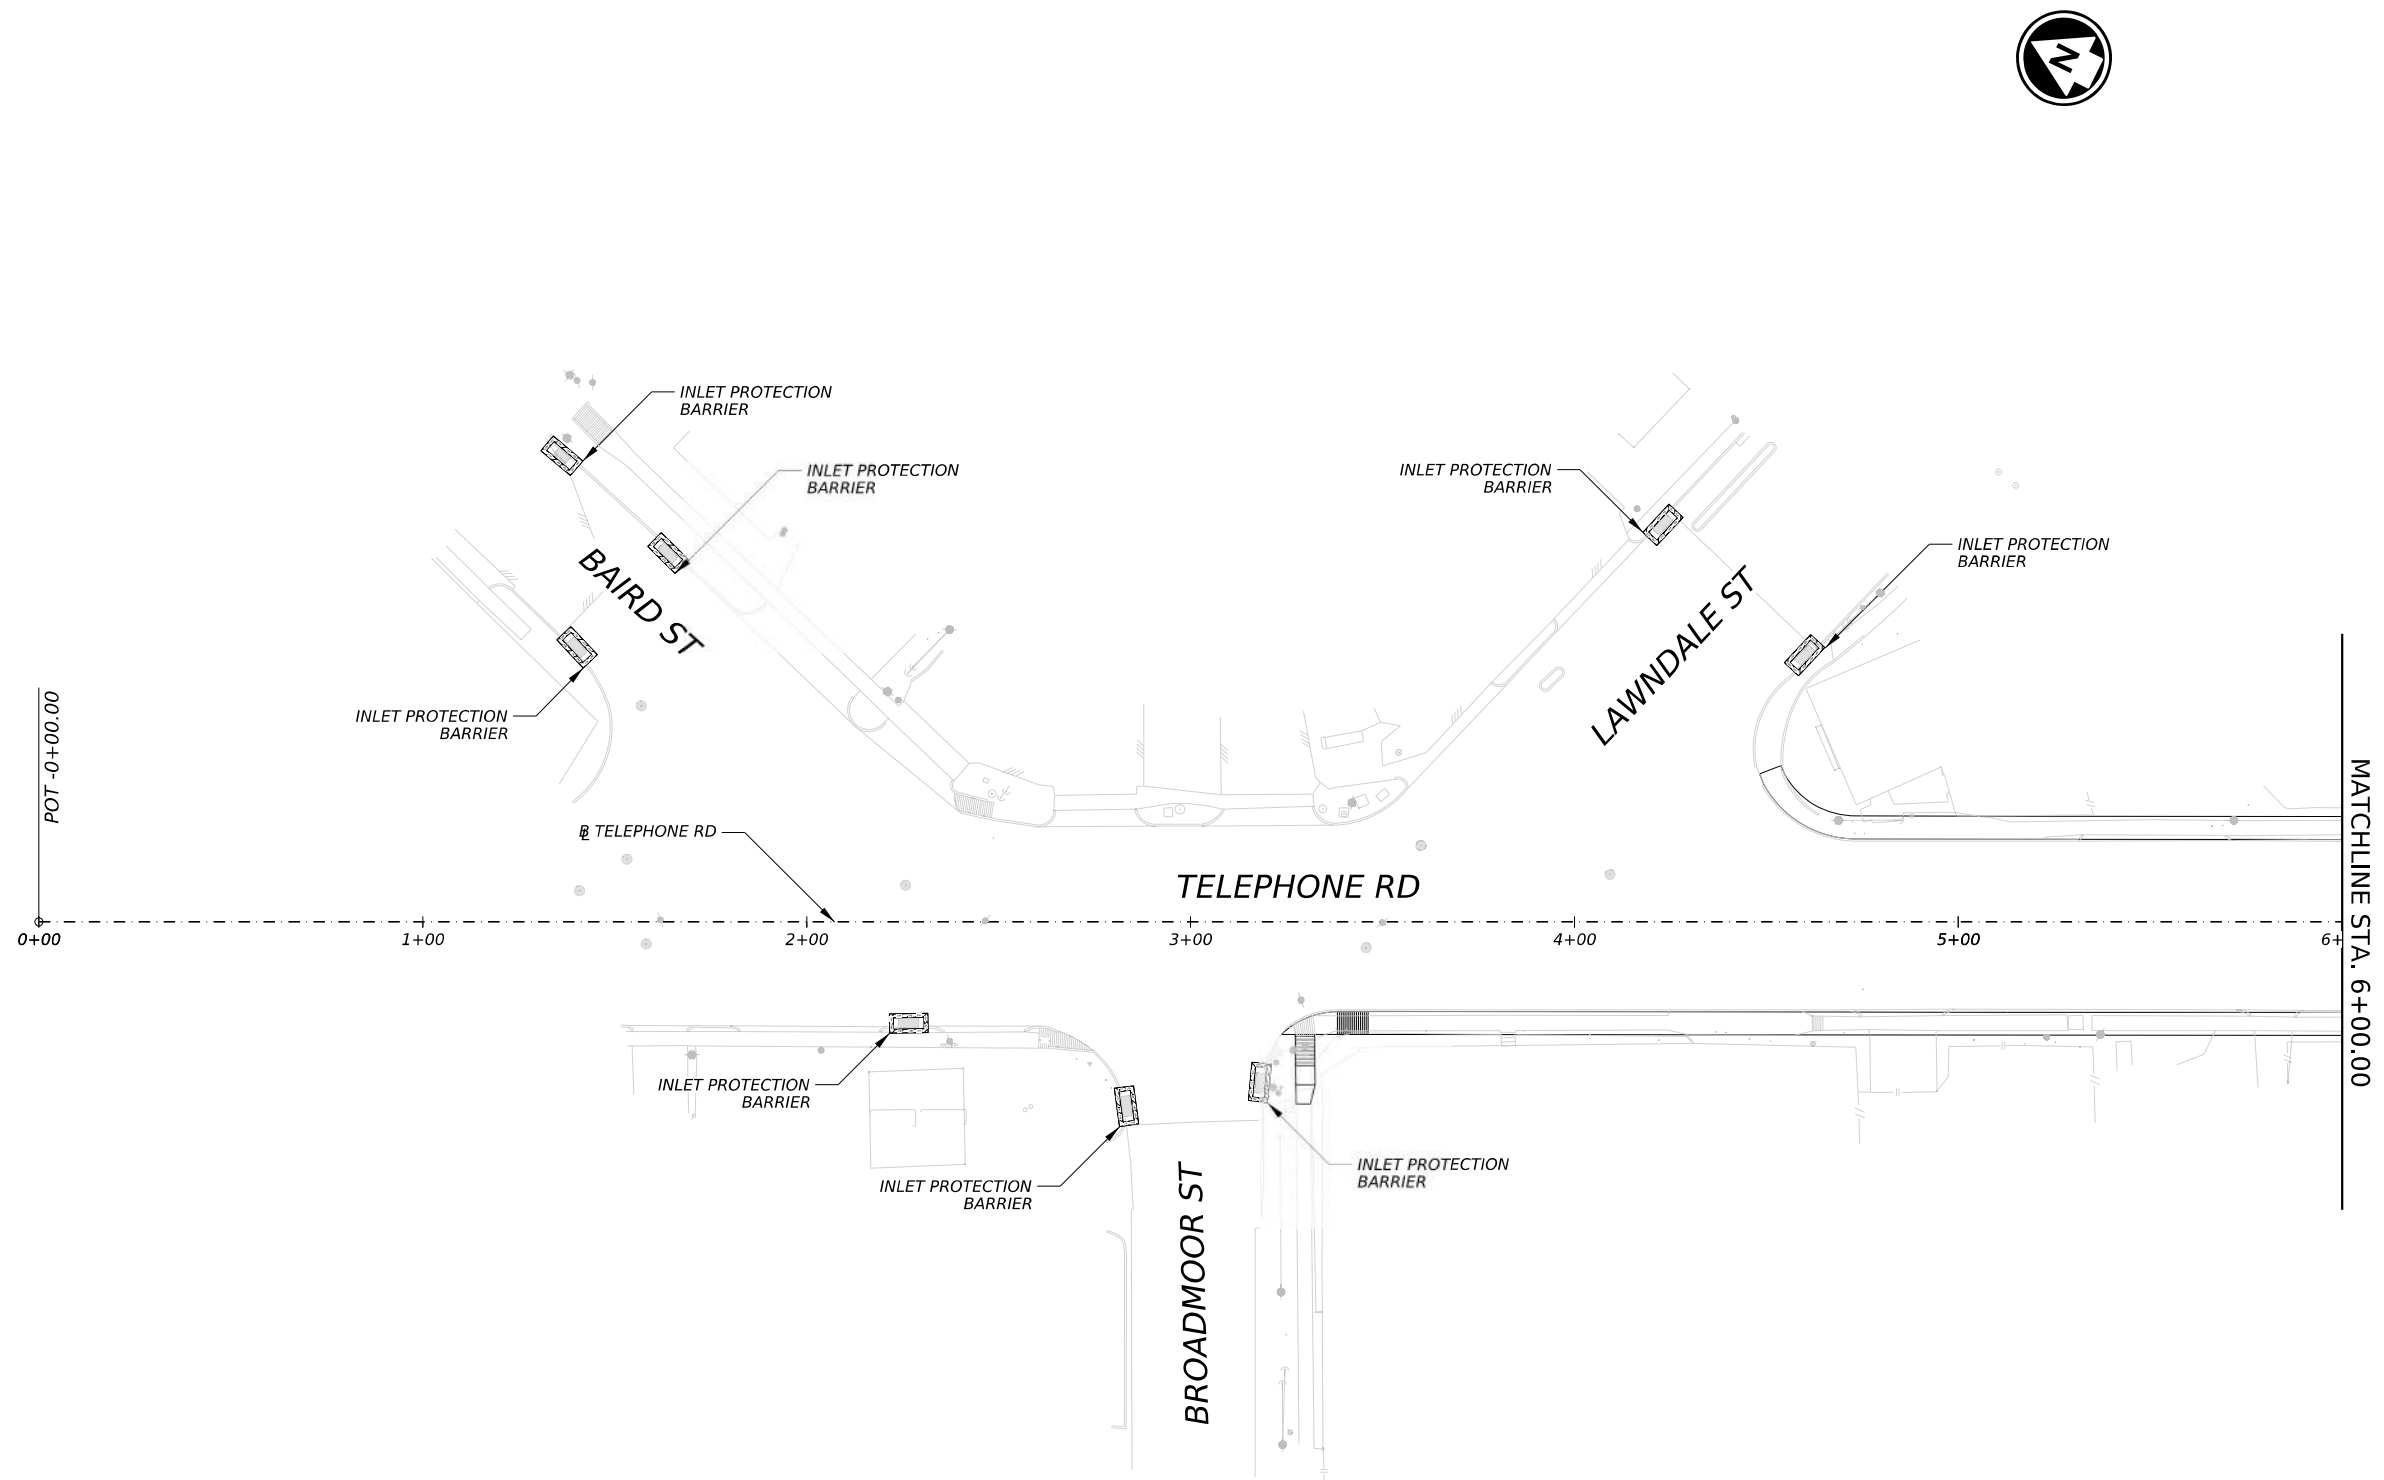 N
INLET PROTECTION
BARRIER
INLET PROTECTION
BARRIER
INLET PROTECTION
BARRIER
INLET PROTECTION
BARRIER
BAIRD ST
LAWNDALE ST
INLET PROTECTION
BARRIER
POT -0+00.00
BL TELEPHONE RD
TELEPHONE RD
MATCHLINE STA. 6+00.00
0+00
1+00
2+00
3+00
4+00
5+00
6+
INLET PROTECTION
BARRIER
INLET PROTECTION
BARRIER
INLET PROTECTION
BARRIER
BROADMOOR ST